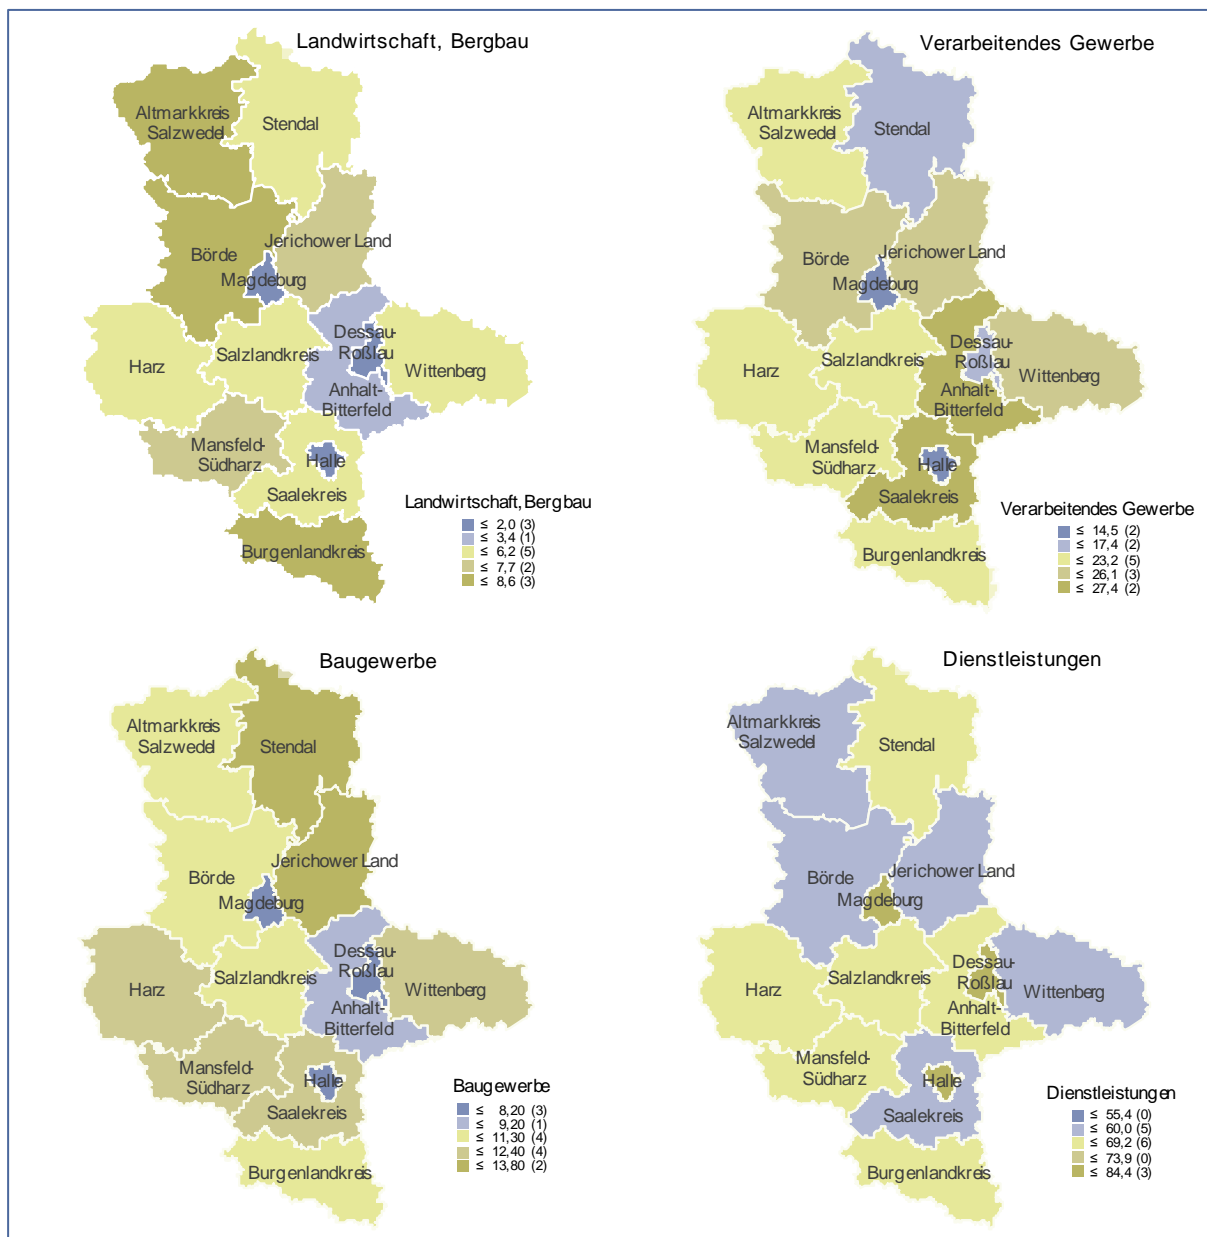 Landwirtschaft, Bergbau
Altmarkkreis
Salzwedel
Stendal
Jerichower Land
Börde
Magdeburg
Dessau-
Roßlau
Harz
Salzlandkreis
Wittenberg
Anhalt-
Bitterfeld
Mansfeld-
Südharz
Halle
Saalekreis
Burgenlandkreis
Landwirtschaft, Bergbau
≤ 2,0 (3)
≤ 3,4 (1)
≤ 6,2 (5)
≤ 7,7 (2)
≤ 8,6 (3)
Verarbeitendes Gewerbe
Altmarkkreis
Salzwedel
Stendal
Jerichower Land
Börde
Magdeburg
Dessau-
Roßlau
Harz
Salzlandkreis
Wittenberg
Anhalt-
Bitterfeld
Mansfeld-
Südharz
Halle
Saalekreis
Burgenlandkreis
Verarbeitendes Gewerbe
≤ 14,5 (2)
≤ 17,4 (2)
≤ 23,2 (5)
≤ 26,1 (3)
≤ 27,4 (2)
Baugewerbe
Altmarkkreis
Salzwedel
Stendal
Jerichower Land
Börde
Magdeburg
Dessau-
Roßlau
Harz
Salzlandkreis
Wittenberg
Anhalt-
Bitterfeld
Mansfeld-
Südharz
Halle
Saalekreis
Burgenlandkreis
Baugewerbe
≤ 8,20 (3)
≤ 9,20 (1)
≤ 11,30 (4)
≤ 12,40 (4)
≤ 13,80 (2)
Dienstleistungen
Altmarkkreis
Salzwedel
Stendal
Jerichower Land
Börde
Magdeburg
Dessau-
Roßlau
Harz
Salzlandkreis
Wittenberg
Anhalt-
Bitterfeld
Mansfeld-
Südharz
Halle
Saalekreis
Burgenlandkreis
Dienstleistungen
≤ 55,4 (0)
≤ 60,0 (5)
≤ 69,2 (6)
≤ 73,9 (0)
≤ 84,4 (3)